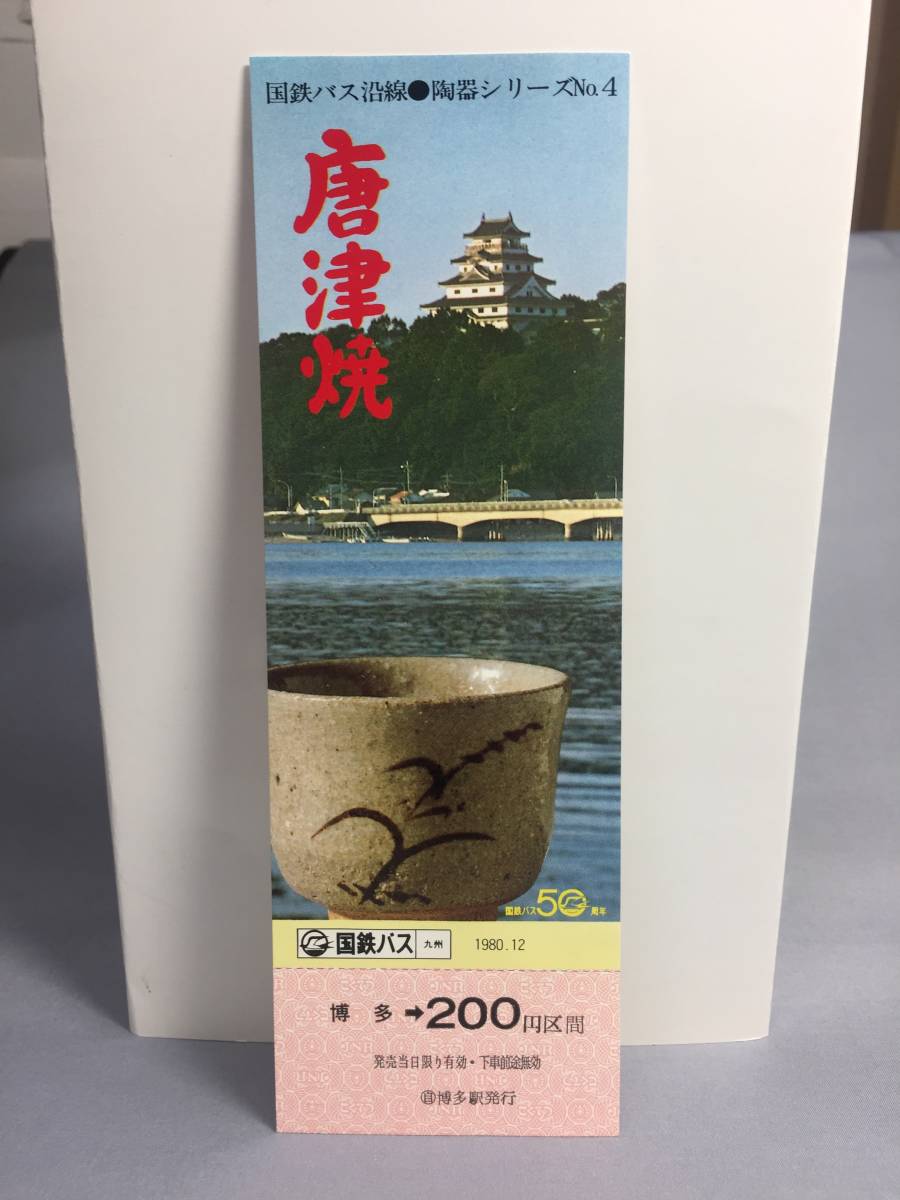 国鉄バス沿線●陶器シリーズNo.4
唐津焼
国鉄バス50周年
国鉄バス 九州 1980.12
博多➡200円区間
発売当日限り有効・下車前途無効
博多駅発行